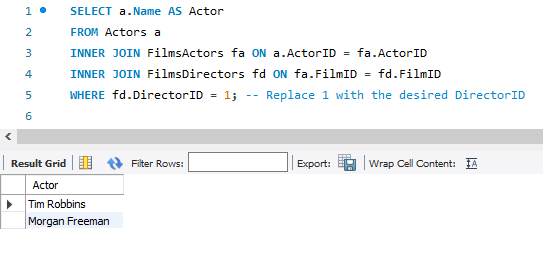 1 SELECT a.Name AS Actor
2 FROM Actors a
3 INNER JOIN FilmsActors fa ON a.ActorID = fa.ActorID
4 INNER JOIN FilmsDirectors fd ON fa.FilmID = fd.FilmID
5 WHERE fd.DirectorID = 1; -- Replace 1 with the desired DirectorID
6
Result Grid Filter Rows: Export: Wrap Cell Content: IA
Actor
Tim Robbins
Morgan Freeman